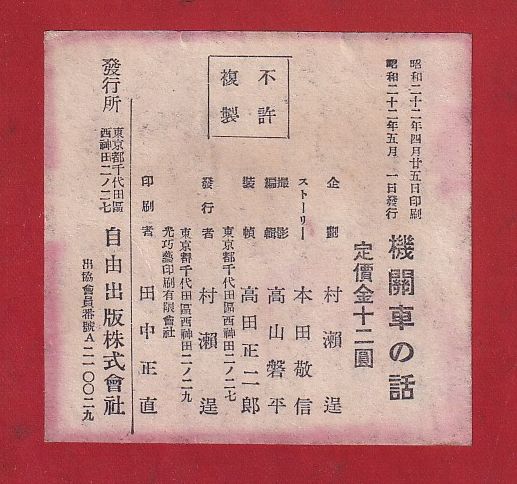 昭和二十二年四月廿五日印刷
昭和二十二年五月 一日發行
機關車の話
定價金十二圓
不許
複製
企劃 村瀨逞
ストーリー 本田敬信
撮影
編輯 高山磐平
裝幀 高田正二郎
東京都千代田區西神田二ノ二七
發行者 村瀨逞
東京都千代田區西神田二ノ二九
光巧藝印刷有限會社
印刷者 田中正直
發行所 東京都千代田區
西神田二ノ二七 自由出版株式會社
出協會員番號A二一〇〇二九